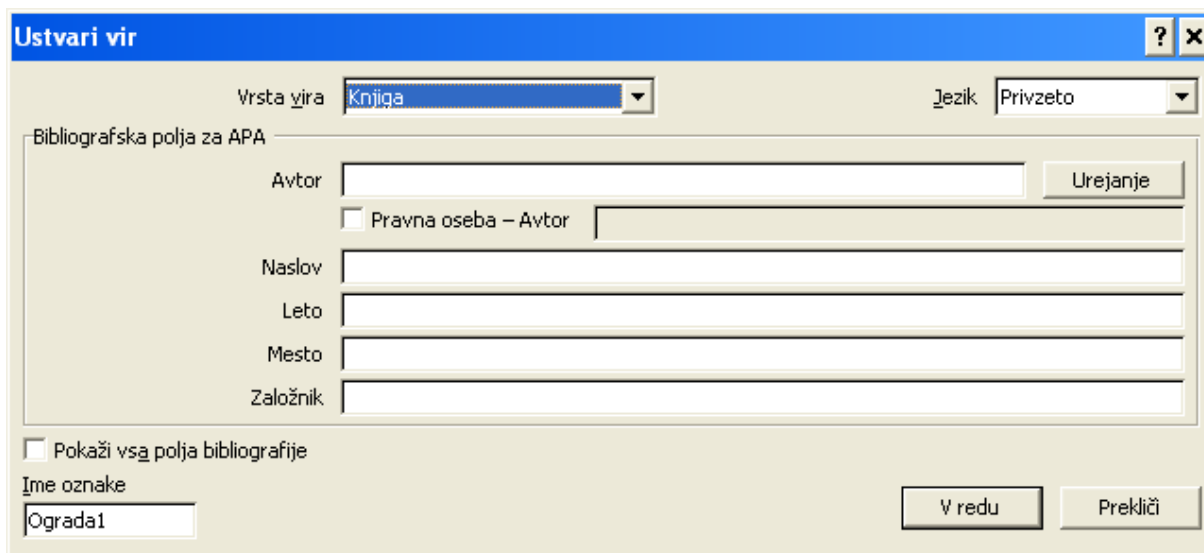 Ustvari vir
Vrsta vira Knjiga Jezik Privzeto
Bibliografska polja za APA
Avtor Urejanje
Pravna oseba – Avtor
Naslov
Leto
Mesto
Založnik
Pokaži vsa polja bibliografije
Ime oznake
Ograda1 V redu Prekliči